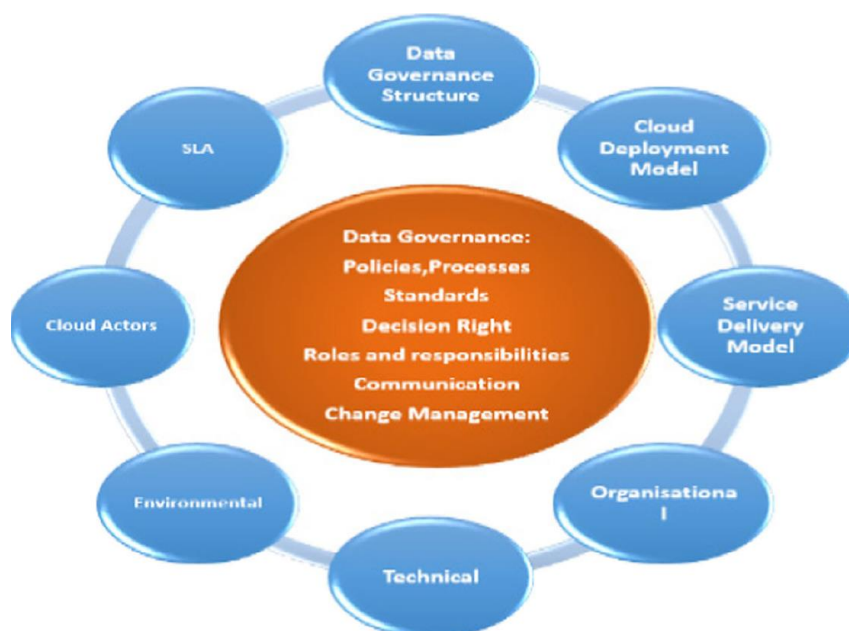 Data
Governance
Structure
Cloud
Deployment
Model
Service
Delivery
Model
Organisationa
l
Technical
Environmental
Cloud Actors
SLA
Data Governance:
Policies,Processes
Standards
Decision Right
Roles and responsibilities
Communication
Change Management